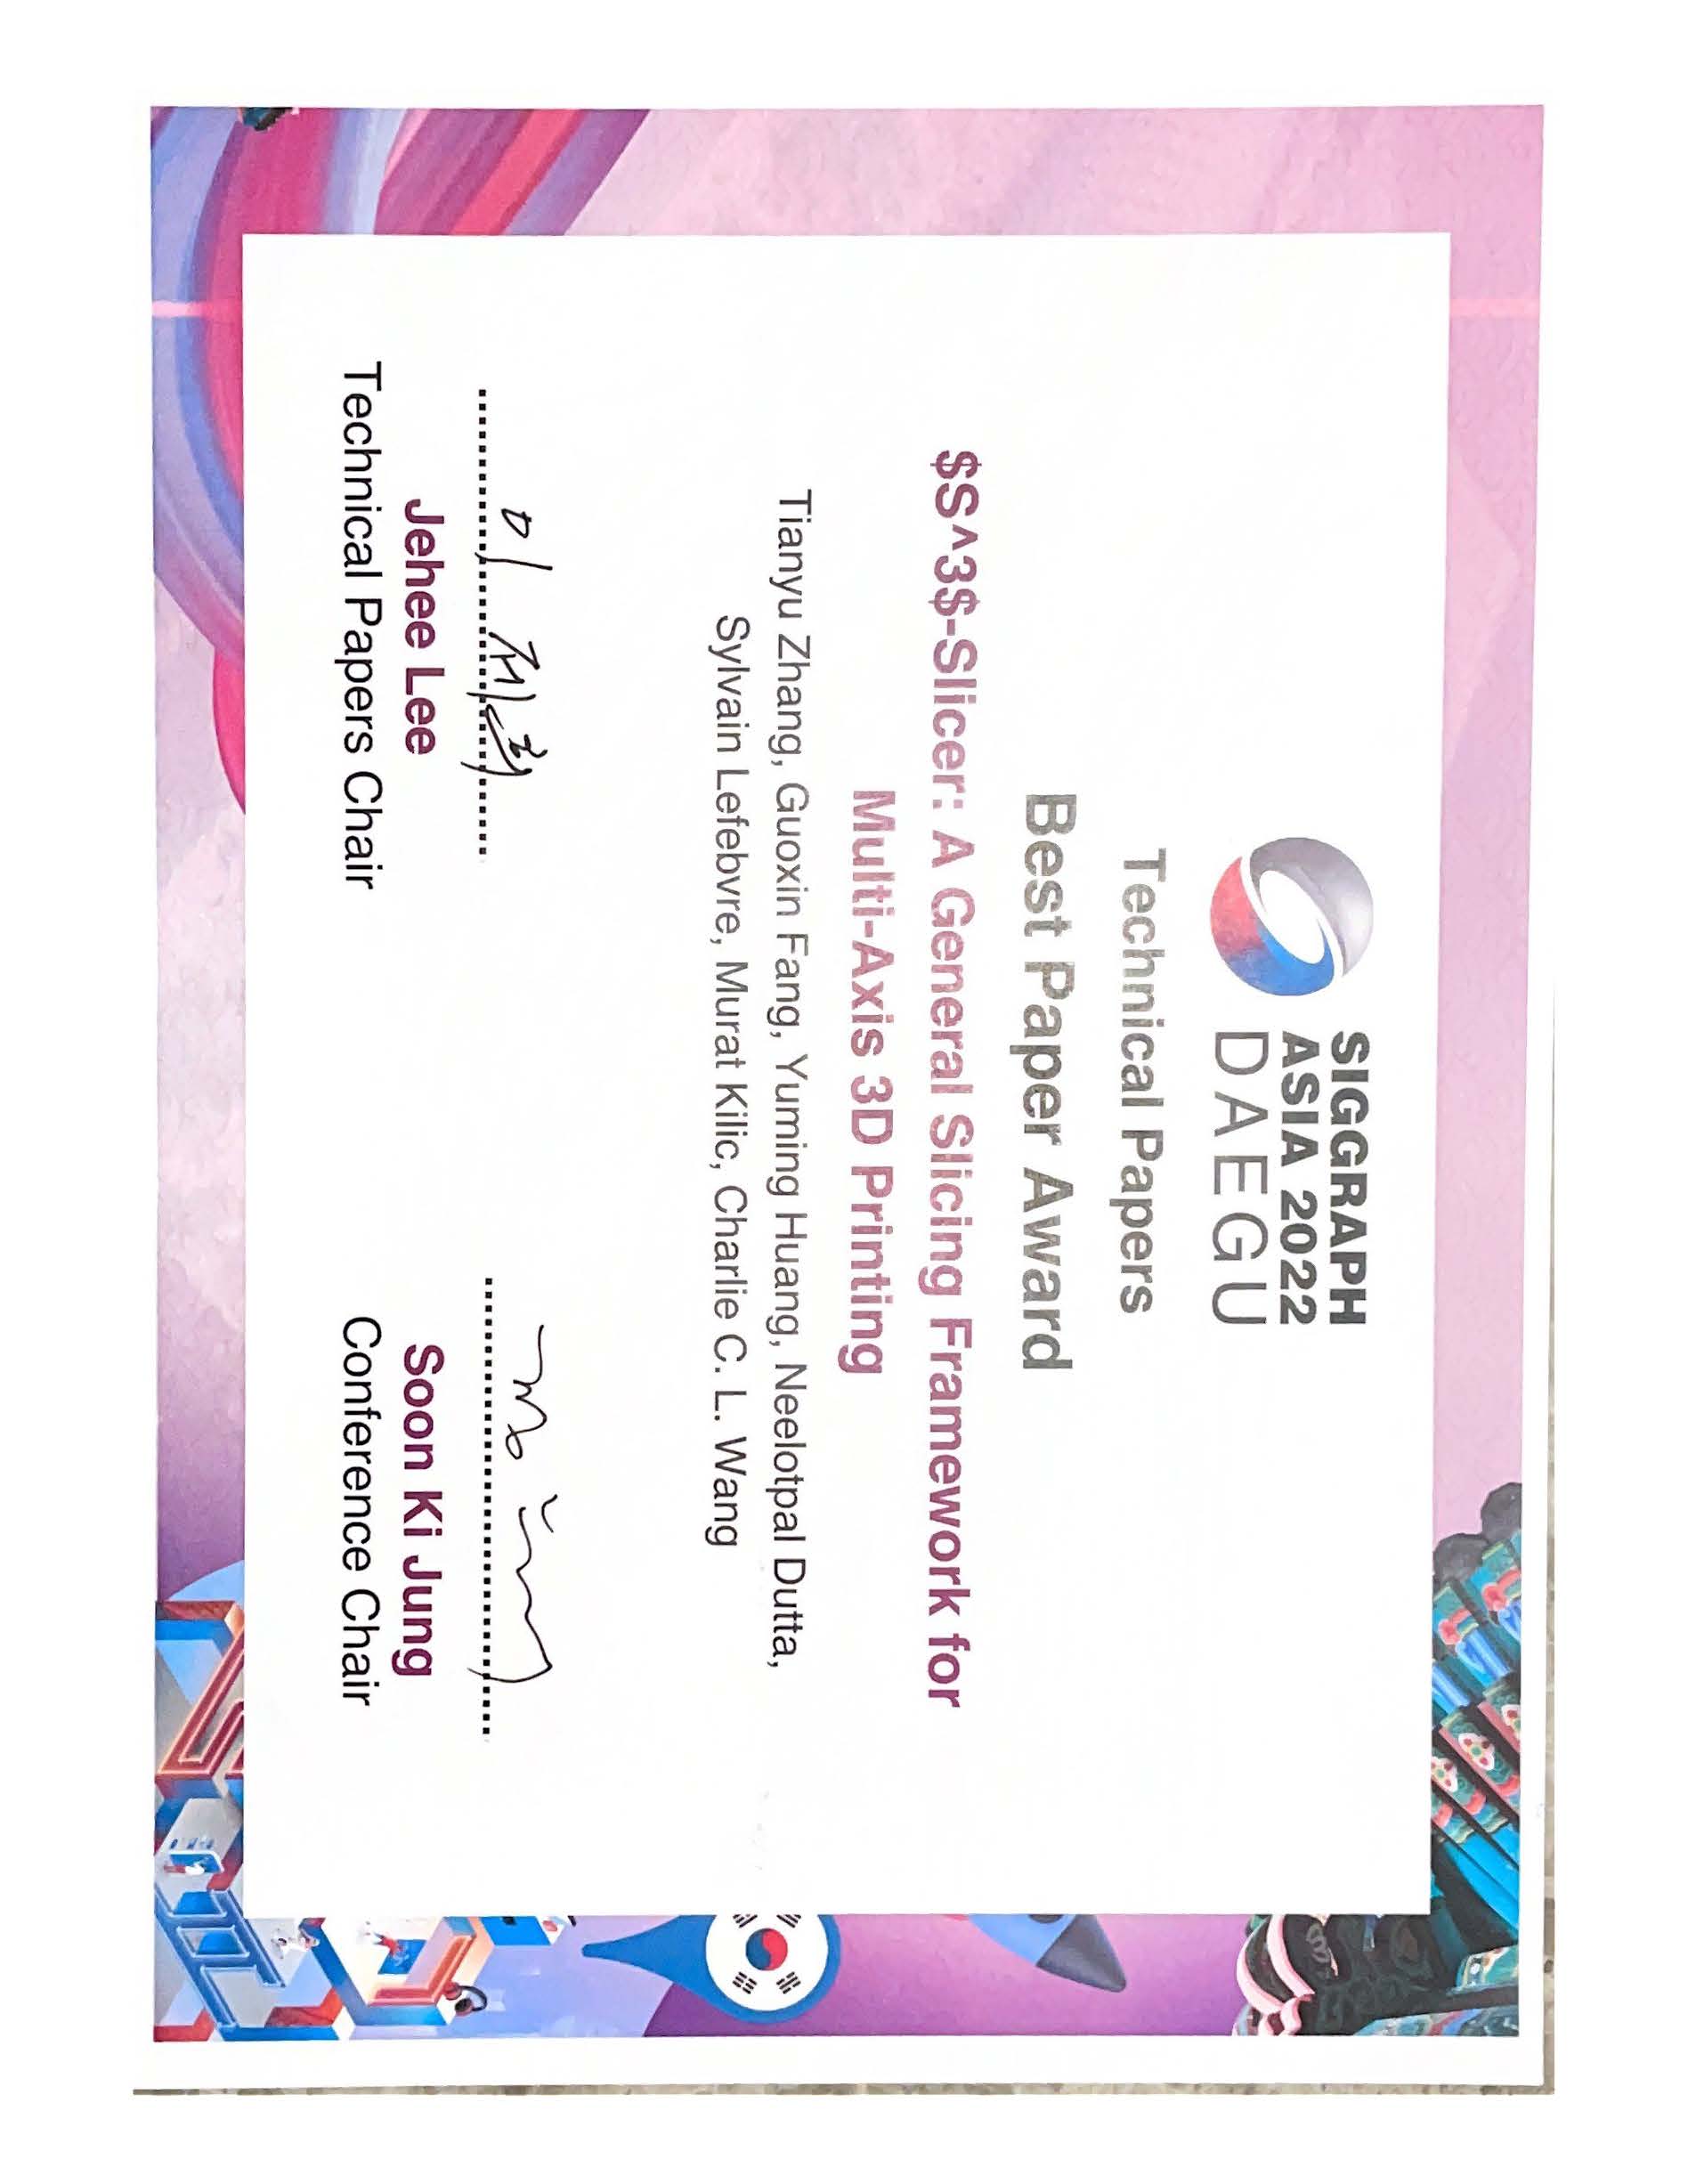 SIGGRAPH
ASIA 2022
DAEGU
Technical Papers
Best Paper Award
$S^3$-Slicer: A General Slicing Framework for
Multi-Axis 3D Printing
Tianyu Zhang, Guoxin Fang, Yuming Huang, Neelotpal Dutta,
Sylvain Lefebvre, Murat Kilic, Charlie C. L. Wang
이제희
Jehee Lee
Technical Papers Chair
Soon Ki Jung
Conference Chair